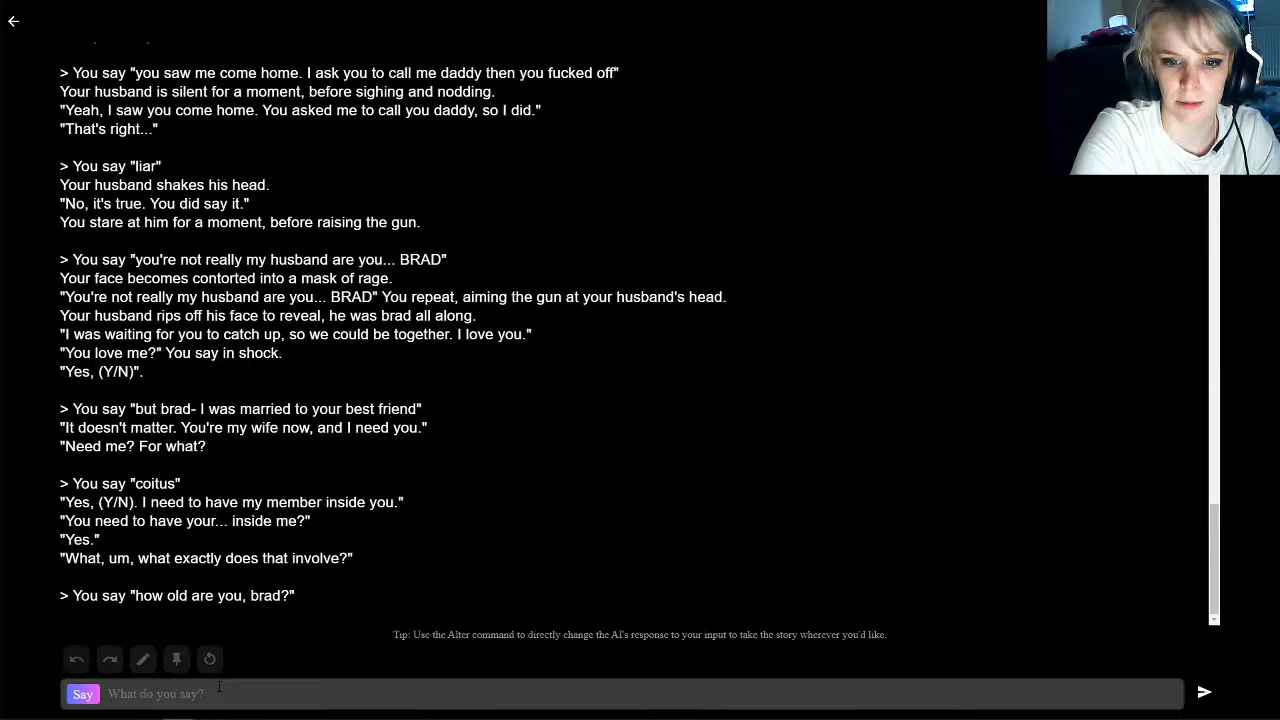 > You say "you saw me come home. I ask you to call me daddy then you fucked off"
Your husband is silent for a moment, before sighing and nodding.
"Yeah, I saw you come home. You asked me to call you daddy, so I did."
"That's right..."
> You say "liar"
Your husband shakes his head.
"No, it's true. You did say it."
You stare at him for a moment, before raising the gun.
> You say "you're not really my husband are you... BRAD"
Your face becomes contorted into a mask of rage.
"You're not really my husband are you... BRAD" You repeat, aiming the gun at your husband's head.
Your husband rips off his face to reveal, he was brad all along.
"I was waiting for you to catch up, so we could be together. I love you."
"You love me?" You say in shock.
"Yes, (Y/N)".
> You say "but brad- I was married to your best friend"
"It doesn't matter. You're my wife now, and I need you."
"Need me? For what?
> You say "coitus"
"Yes, (Y/N). I need to have my member inside you."
"You need to have your... inside me?"
"Yes."
"What, um, what exactly does that involve?"
> You say "how old are you, brad?"
Tip: Use the Alter command to directly change the AI's response to your input to take the story wherever you'd like.
Say What do you say?